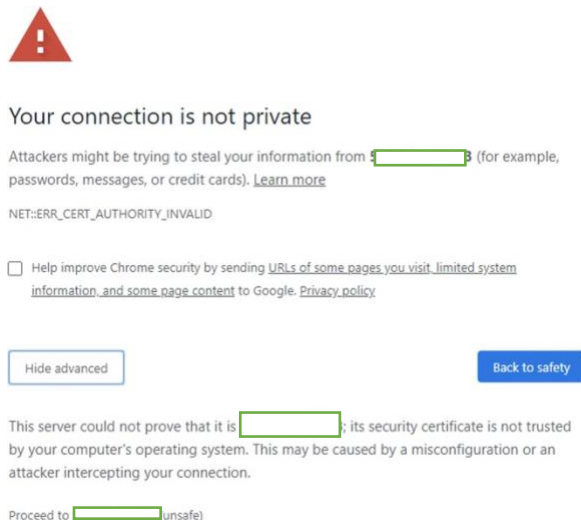 Your connection is not private
Attackers might be trying to steal your information from (for example,
passwords, messages, or credit cards). Learn more
NET::ERR_CERT_AUTHORITY_INVALID
Help improve Chrome security by sending URLs of some pages you visit, limited system
information, and some page content to Google. Privacy policy
Hide advanced
Back to safety
This server could not prove that it is ; its security certificate is not trusted
by your computer's operating system. This may be caused by a misconfiguration or an
attacker intercepting your connection.
Proceed to unsafe)